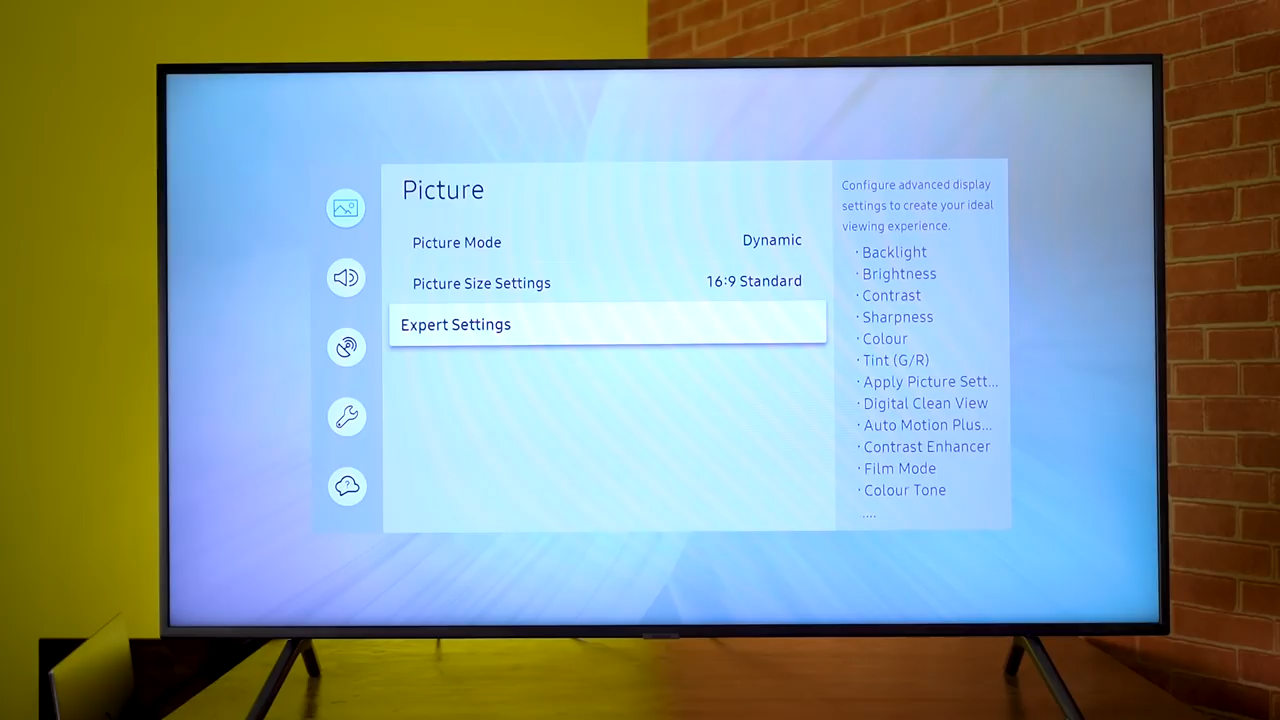 Picture
Picture Mode Dynamic
Picture Size Settings 16:9 Standard
Expert Settings
Configure advanced display
settings to create your ideal
viewing experience.
· Backlight
· Brightness
· Contrast
· Sharpness
· Colour
· Tint (G/R)
· Apply Picture Sett...
· Digital Clean View
· Auto Motion Plus...
· Contrast Enhancer
· Film Mode
· Colour Tone
....
?